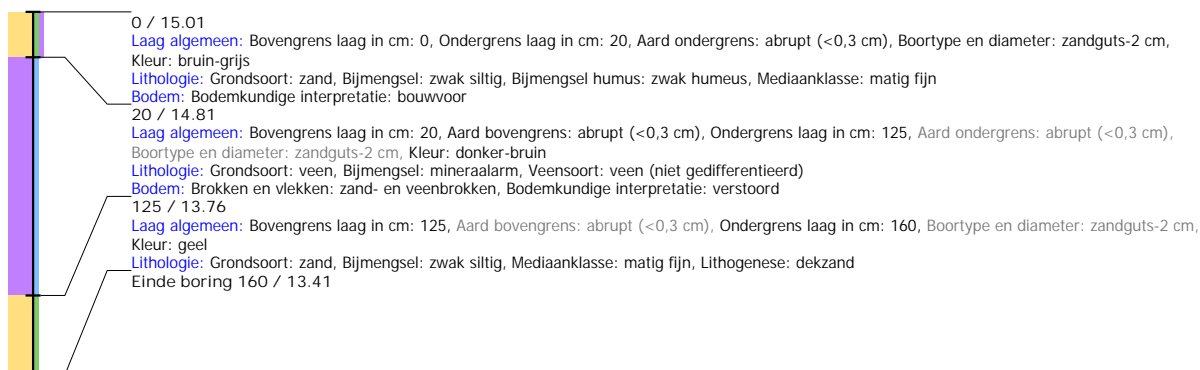 0 / 15.01
Laag algemeen: Bovengrens laag in cm: 0, Ondergrens laag in cm: 20, Aard ondergrens: abrupt (<0,3 cm), Boortype en diameter: zandguts-2 cm,
Kleur: bruin-grijs
Lithologie: Grondsoort: zand, Bijmengsel: zwak siltig, Bijmengsel humus: zwak humeus, Mediaanklasse: matig fijn
Bodem: Bodemkundige interpretatie: bouwvoor
20 / 14.81
Laag algemeen: Bovengrens laag in cm: 20, Aard bovengrens: abrupt (<0,3 cm), Ondergrens laag in cm: 125, Aard ondergrens: abrupt (<0,3 cm),
Boortype en diameter: zandguts-2 cm, Kleur: donker-bruin
Lithologie: Grondsoort: veen, Bijmengsel: mineraalarm, Veensoort: veen (niet gedifferentieerd)
Bodem: Brokken en vlekken: zand- en veenbrokken, Bodemkundige interpretatie: verstoord
125 / 13.76
Laag algemeen: Bovengrens laag in cm: 125, Aard bovengrens: abrupt (<0,3 cm), Ondergrens laag in cm: 160, Boortype en diameter: zandguts-2 cm,
Kleur: geel
Lithologie: Grondsoort: zand, Bijmengsel: zwak siltig, Mediaanklasse: matig fijn, Lithogenese: dekzand
Einde boring 160 / 13.41